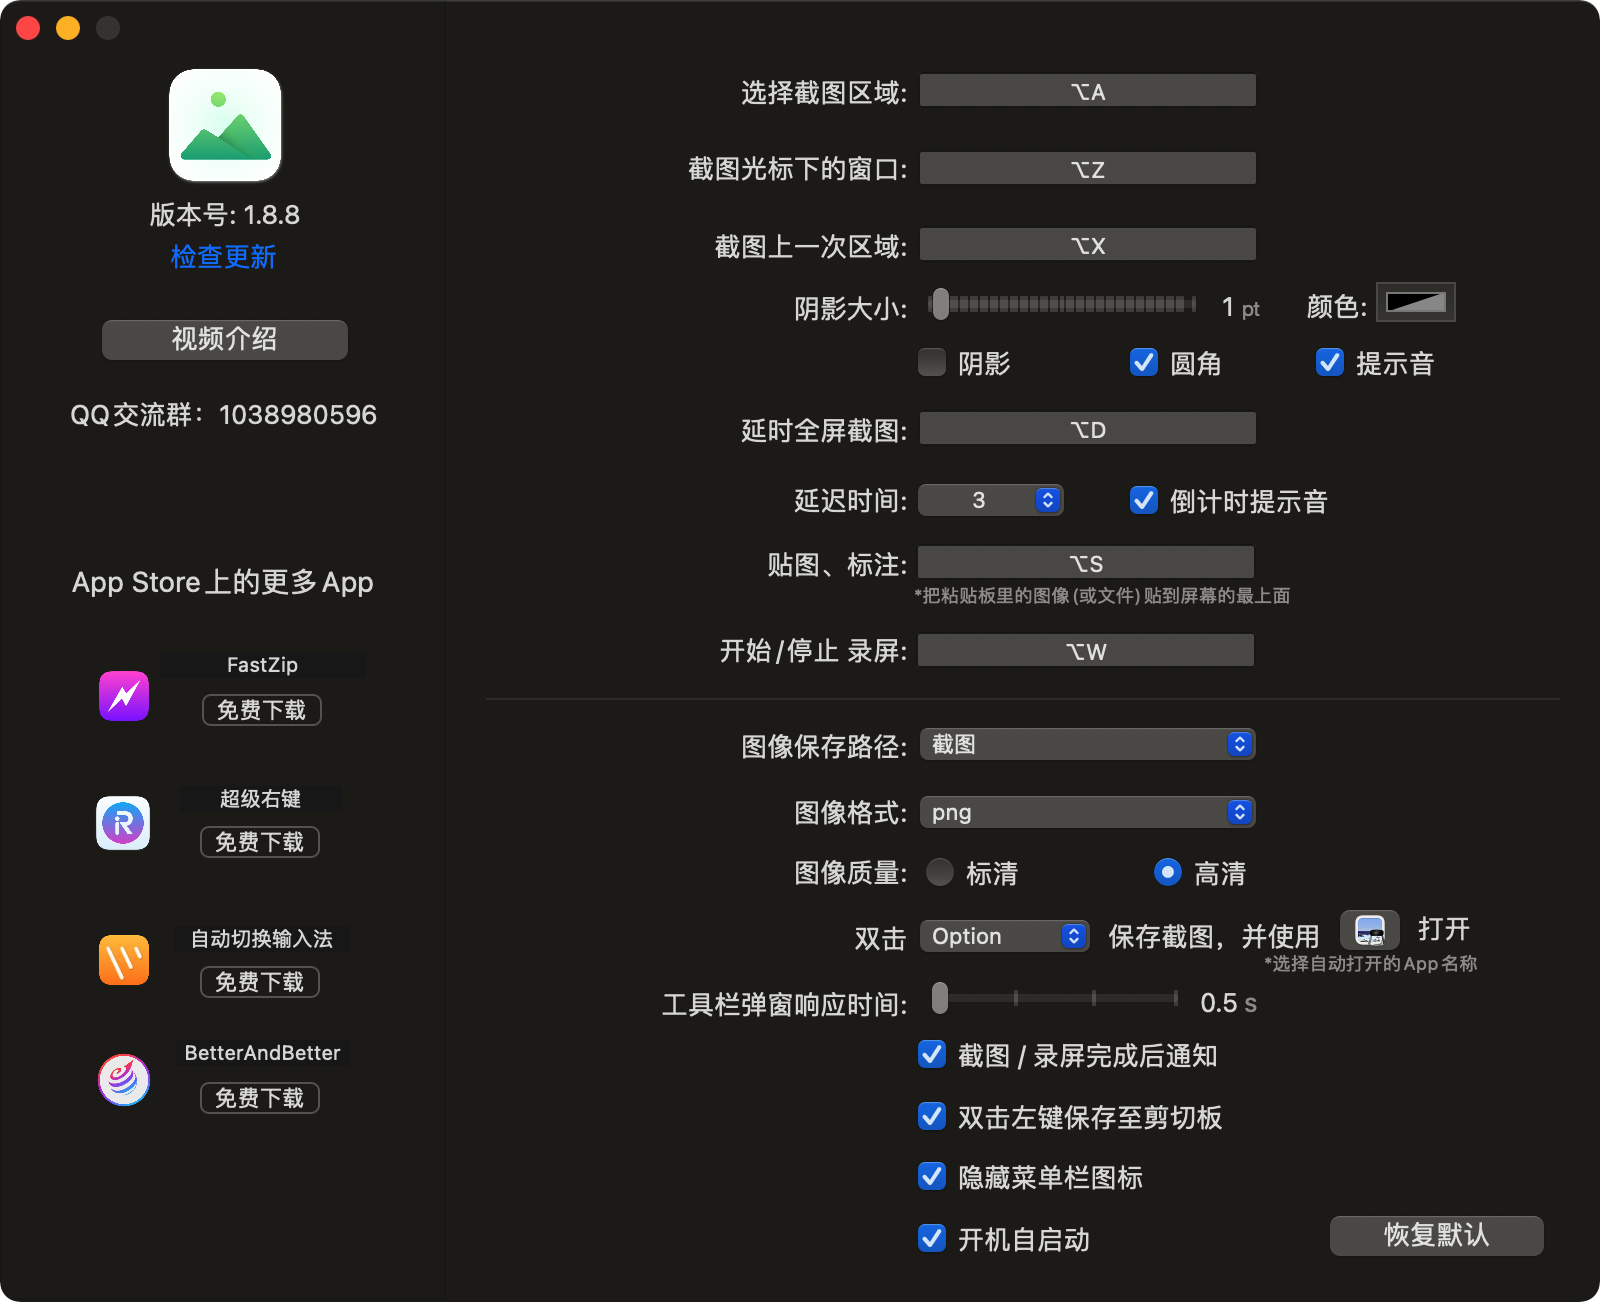 版本号: 1.8.8
检查更新
视频介绍
QQ交流群：1038980596
App Store上的更多App
FastZip
免费下载
超级右键
免费下载
自动切换输入法
免费下载
BetterAndBetter
免费下载
选择截图区域: ⌥A
截图光标下的窗口: ⌥Z
截图上一次区域: ⌥X
阴影大小: 1 pt 颜色:
阴影 圆角 提示音
延时全屏截图: ⌥D
延迟时间: 3 倒计时提示音
贴图、标注: ⌥S
*把粘贴板里的图像(或文件)贴到屏幕的最上面
开始/停止 录屏: ⌥W
图像保存路径: 截图
图像格式: png
图像质量: 标清 高清
双击 Option 保存截图，并使用 打开
*选择自动打开的App名称
工具栏弹窗响应时间: 0.5 s
截图 / 录屏完成后通知
双击左键保存至剪切板
隐藏菜单栏图标
开机自启动
恢复默认